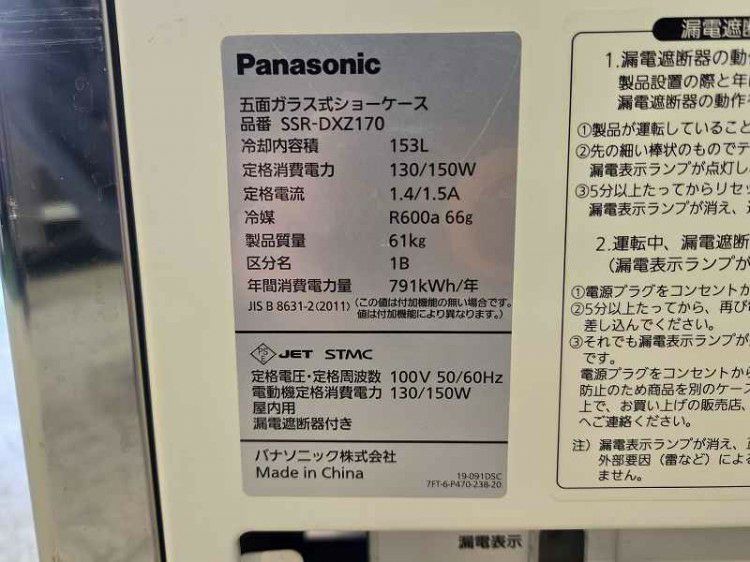 Panasonic
五面ガラス式ショーケース
品番 SSR-DXZ170
冷却内容積 153L
定格消費電力 130/150W
定格電流 1.4/1.5A
冷媒 R600a 66g
製品質量 61kg
区分名 1B
年間消費電力量 791kWh/年
JIS B 8631-2(2011) (この値は付加機能の無い場合です。
値は付加機能により異なります。)
PSE JET STMC
定格電圧・定格周波数 100V 50/60Hz
電動機定格消費電力 130/150W
屋内用
漏電遮断器付き
パナソニック株式会社
Made in China
19-091DSC
7FT-6-P470-238-20
漏電遮断
1.漏電遮断器の動
製品設置の際と年に
漏電遮断器の動作
①製品が運転していること
②先の細い棒状のものでテ
漏電表示ランプが点灯し
③5分以上たってからリセッ
漏電表示ランプが消え、
2.運転中、漏電遮断
(漏電表示ランプが
①電源プラグをコンセントか
②5分以上たってから、再び
差し込んでください。
③それでも漏電表示ランプが
です。
電源プラグをコンセントから
防止のため商品を別のケース
上で、お買い上げの販売店、
へご連絡ください。
注）漏電表示ランプが消え、
外部要因（雷など）による
ません。
漏電表示